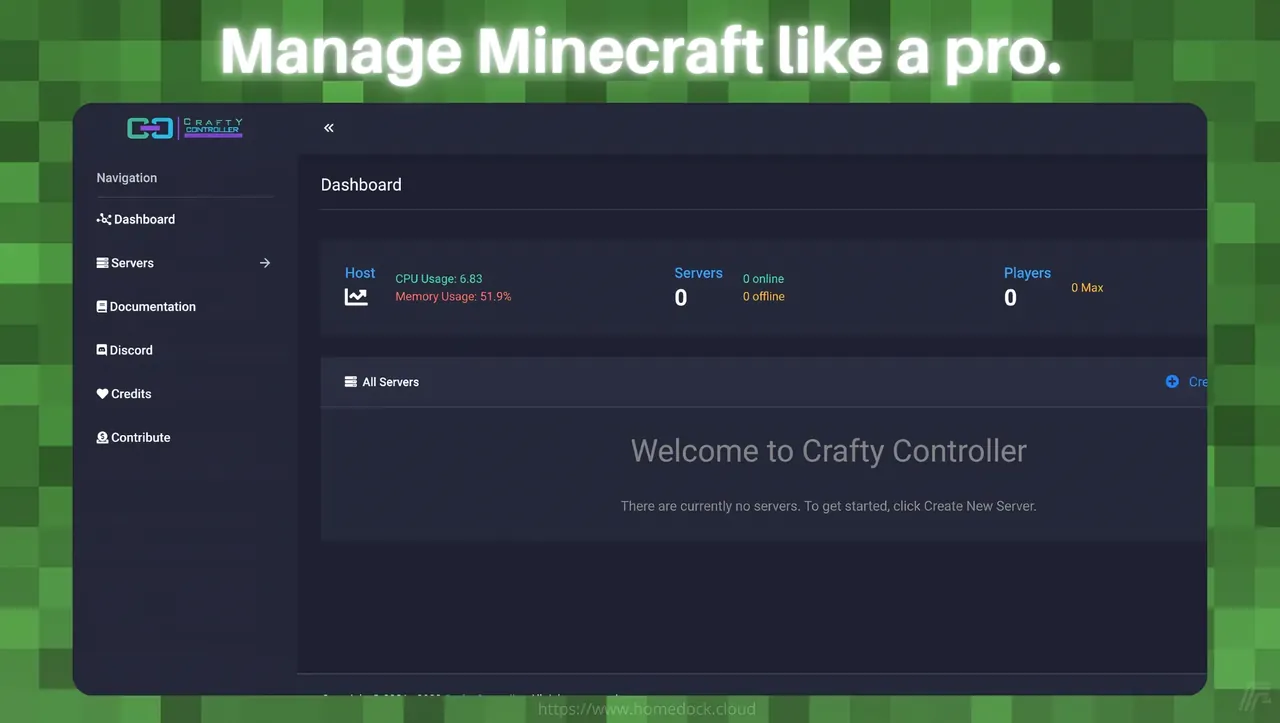 Manage Minecraft like a pro.
CRAFTY
CONTROLLER
Navigation
Dashboard
Servers
Documentation
Discord
Credits
Contribute
Dashboard
Host
CPU Usage: 6.83
Memory Usage: 51.9%
Servers
0
0 online
0 offline
Players
0
0 Max
All Servers
Cre
Welcome to Crafty Controller
There are currently no servers. To get started, click Create New Server.
https://www.homedock.cloud